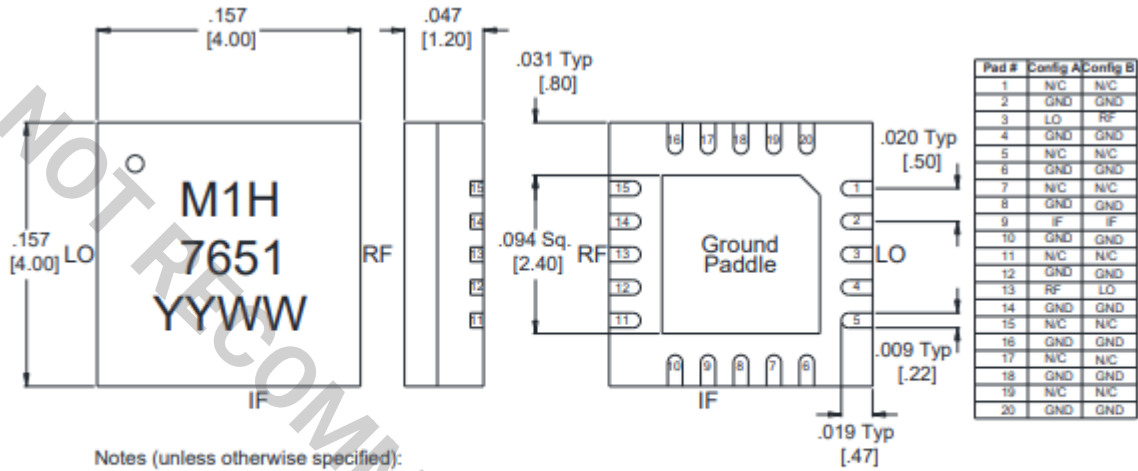 .157
[4.00]
.047
[1.20]
.031 Typ
[.80]
.157
[4.00]
LO
M1H
7651
YYWW
RF
IF
15
14
13
12
11
16 17 18 19 20
15
14
13
12
11
.094 Sq.
[2.40]
RF
Ground
Paddle
1
2
3
4
5
LO
10 9 8 7 6
IF
.020 Typ
[.50]
.009 Typ
[.22]
.019 Typ
[.47]
Pad # Config A Config B
1 N/C N/C
2 GND GND
3 LO RF
4 GND GND
5 N/C N/C
6 GND GND
7 N/C N/C
8 GND GND
9 IF IF
10 GND GND
11 N/C N/C
12 GND GND
13 RF LO
14 GND GND
15 N/C N/C
16 GND GND
17 N/C N/C
18 GND GND
19 N/C N/C
20 GND GND
NOT RECOMM
Notes (unless otherwise specified):